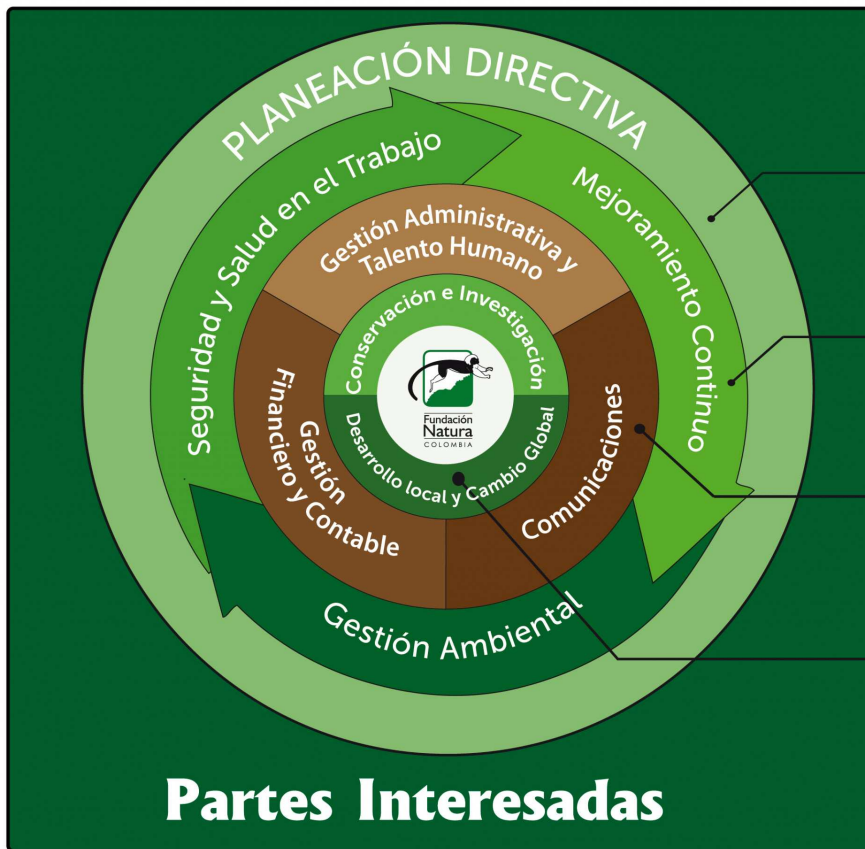 PLANEACIÓN DIRECTIVA
Seguridad y Salud en el Trabajo
Mejoramiento Continuo
Gestión Ambiental
Gestión Administrativa y
Talento Humano
Gestión
Financiero y Contable
Comunicaciones
Conservación e Investigación
Desarrollo local y Cambio Global
Fundación
Natura
COLOMBIA
Partes Interesadas